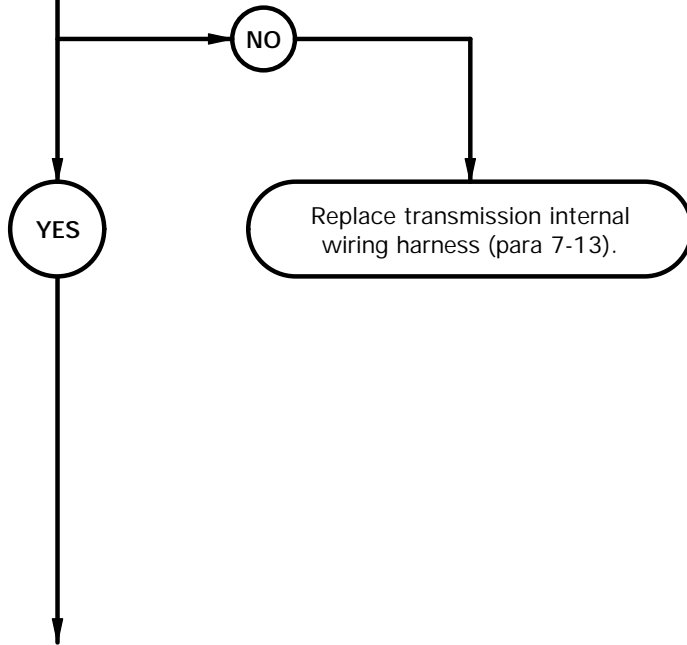 NO
YES
Replace transmission internal
wiring harness (para 7-13).